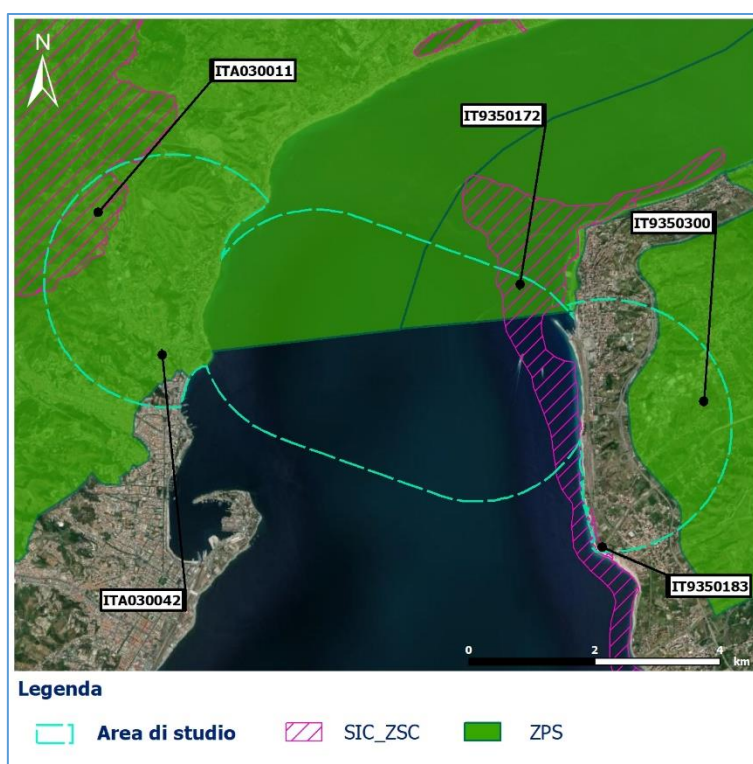 N
ITA030011
IT9350172
IT9350300
ITA030042
IT9350183
0 2 4
km
Legenda
Area di studio SIC_ZSC ZPS